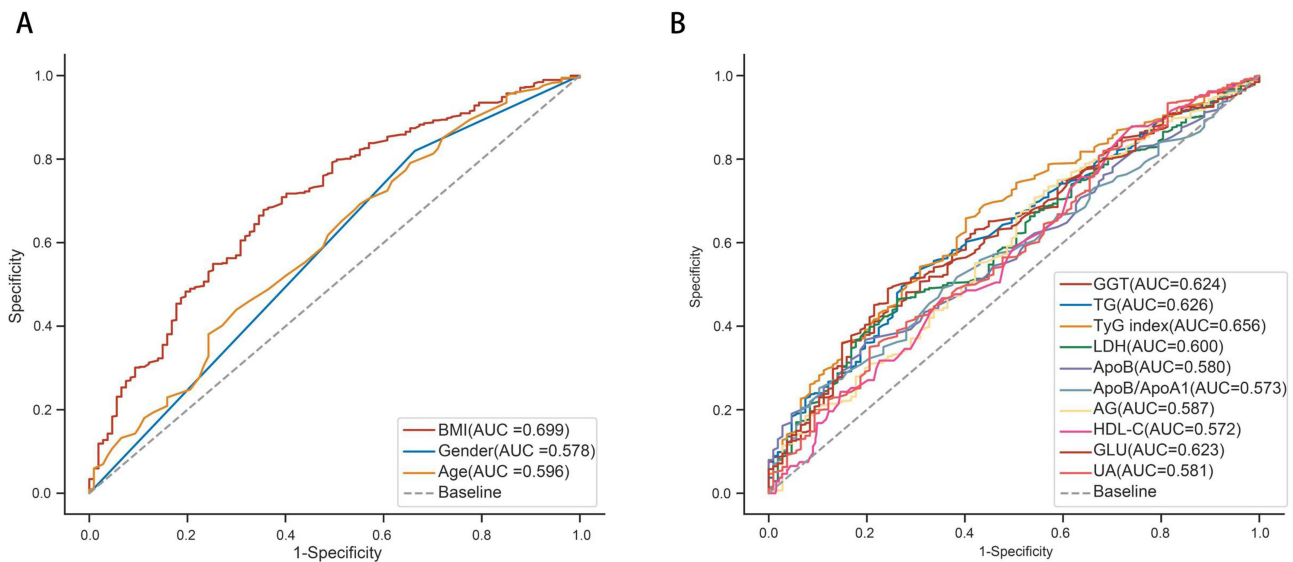 A
B
1.0
0.8
0.6
0.4
0.2
0.0
Specificity
BMI(AUC =0.699)
Gender(AUC =0.578)
Age(AUC =0.596)
Baseline
0.0 0.2 0.4 0.6 0.8 1.0
1-Specificity
1.0
0.8
0.6
0.4
0.2
0.0
Specificity
GGT(AUC=0.624)
TG(AUC=0.626)
TyG index(AUC=0.656)
LDH(AUC=0.600)
ApoB(AUC=0.580)
ApoB/ApoA1(AUC=0.573)
AG(AUC=0.587)
HDL-C(AUC=0.572)
GLU(AUC=0.623)
UA(AUC=0.581)
Baseline
0.0 0.2 0.4 0.6 0.8 1.0
1-Specificity